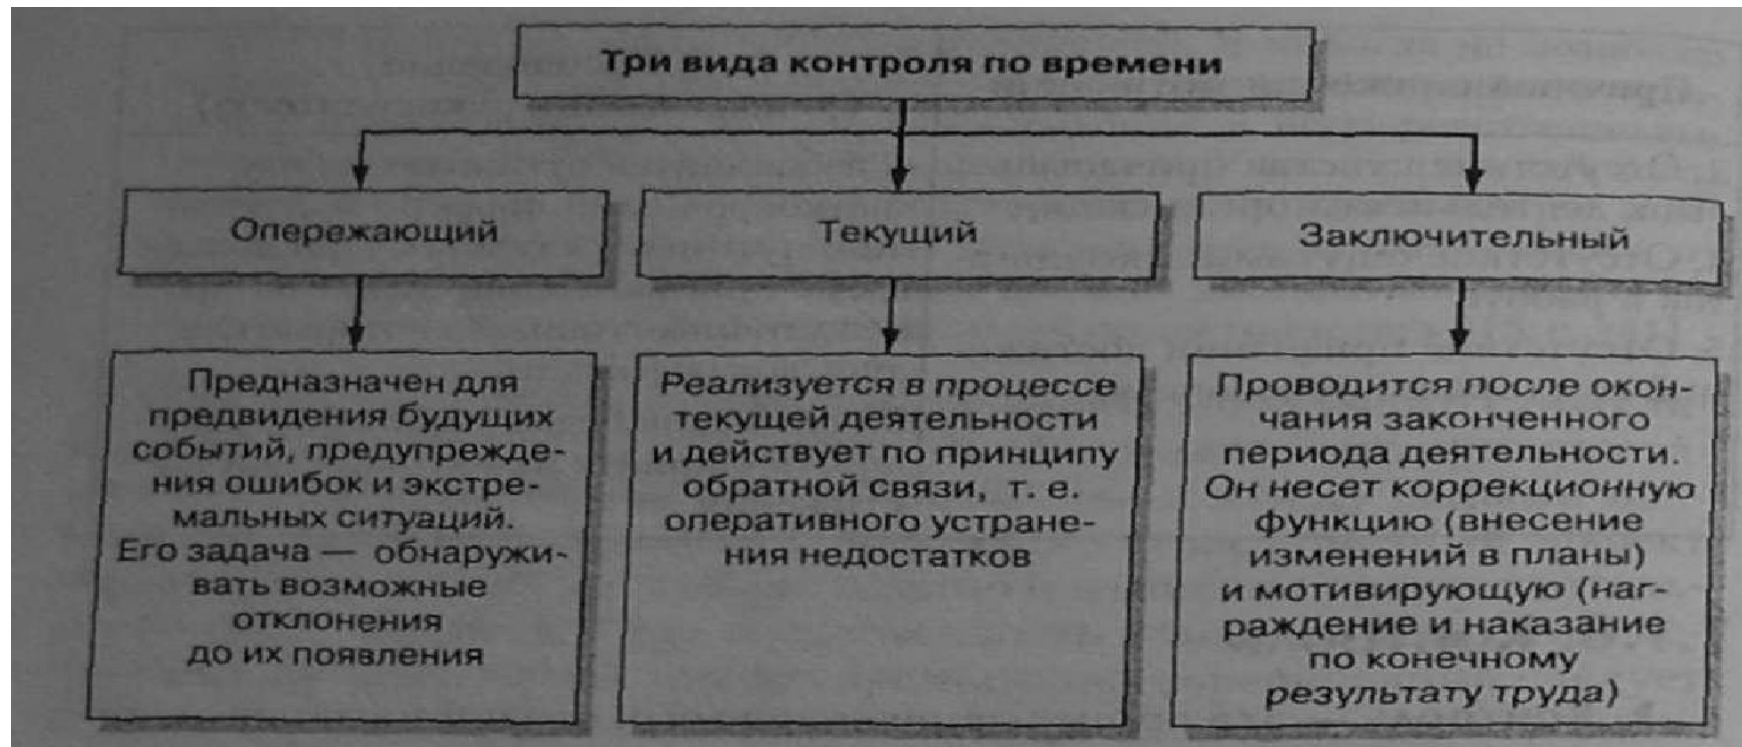 Три вида контроля по времени
Опережающий
Текущий
Заключительный
Предназначен для
предвидения будущих
событий, предупрежде-
ния ошибок и экстре-
мальных ситуаций.
Его задача — обнаружи-
вать возможные
отклонения
до их появления
Реализуется в процессе
текущей деятельности
и действует по принципу
обратной связи, т. е.
оперативного устране-
ния недостатков
Проводится после окон-
чания законченного
периода деятельности.
Он несет коррекционную
функцию (внесение
изменений в планы)
и мотивирующую (наг-
раждение и наказание
по конечному
результату труда)